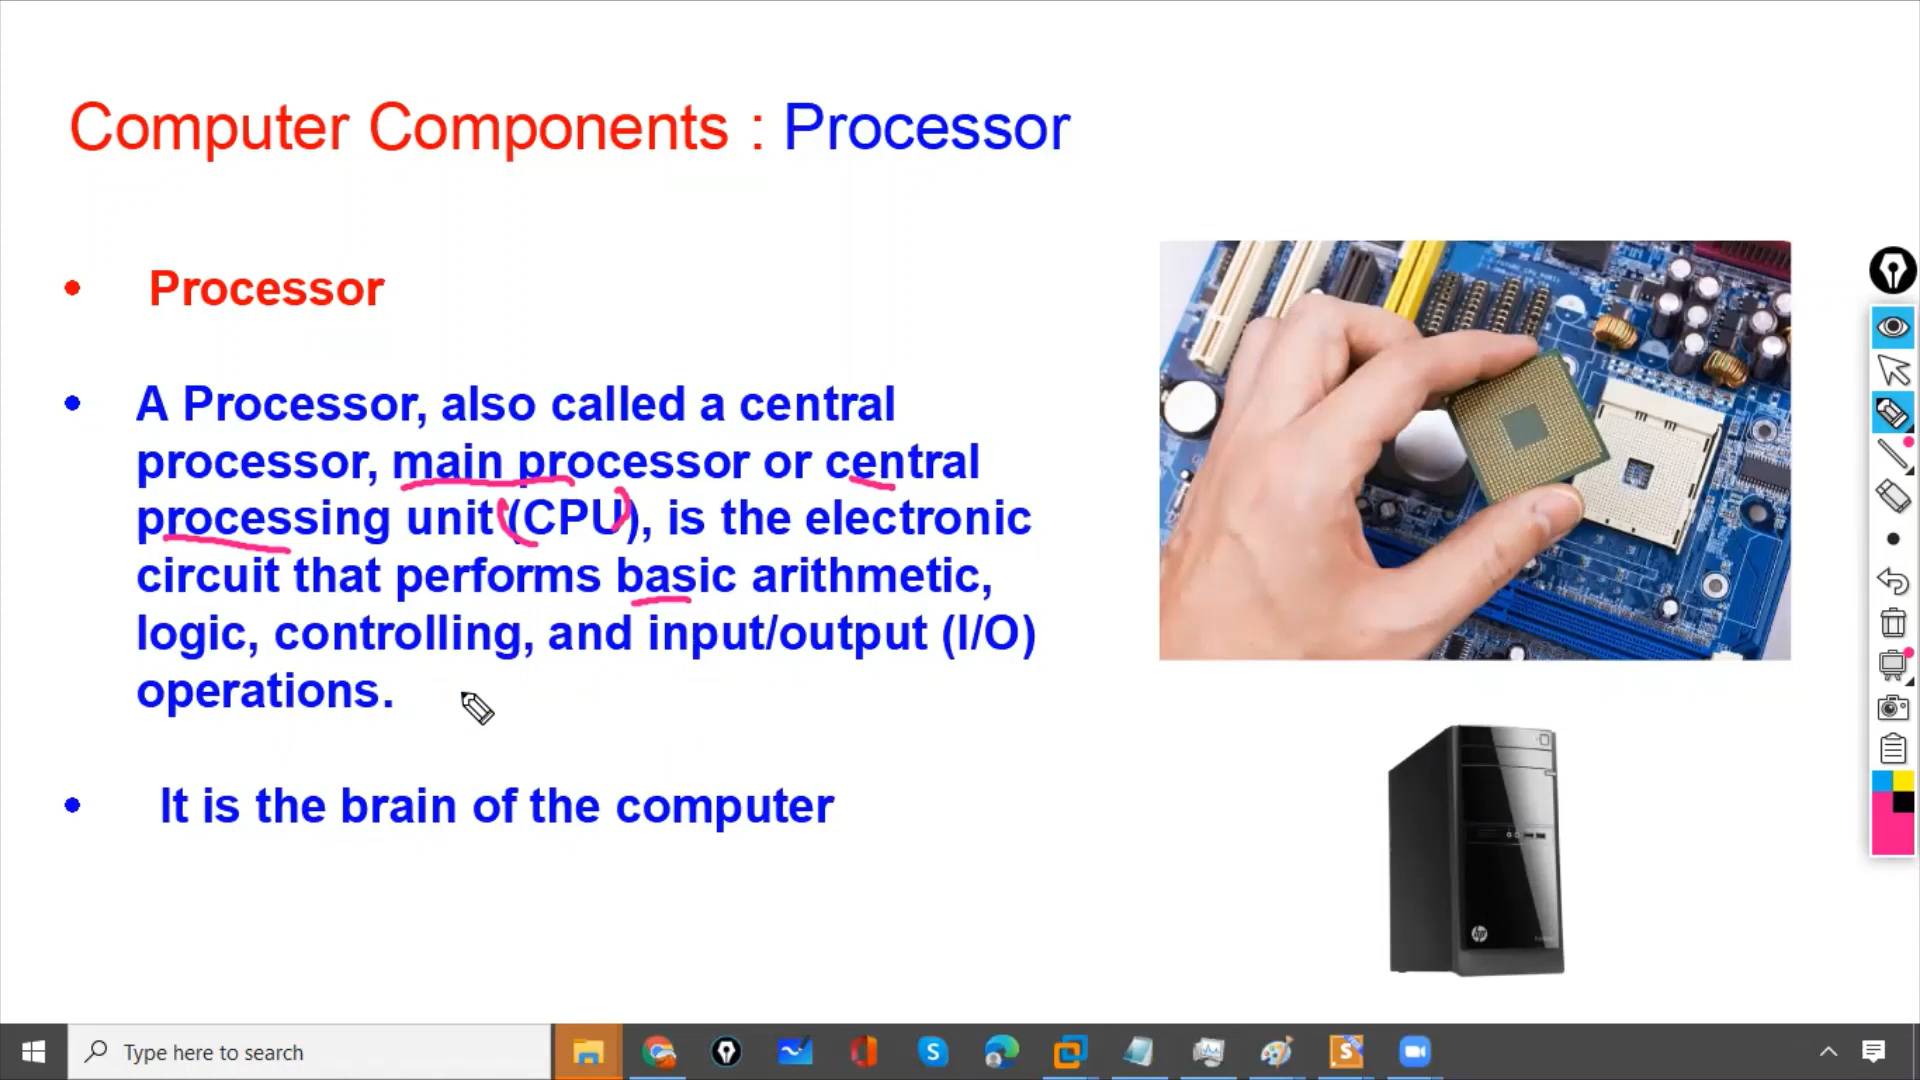 Computer Components : Processor
• Processor
• A Processor, also called a central
processor, main processor or central
processing unit (CPU), is the electronic
circuit that performs basic arithmetic,
logic, controlling, and input/output (I/O)
operations.
• It is the brain of the computer
hp
Type here to search